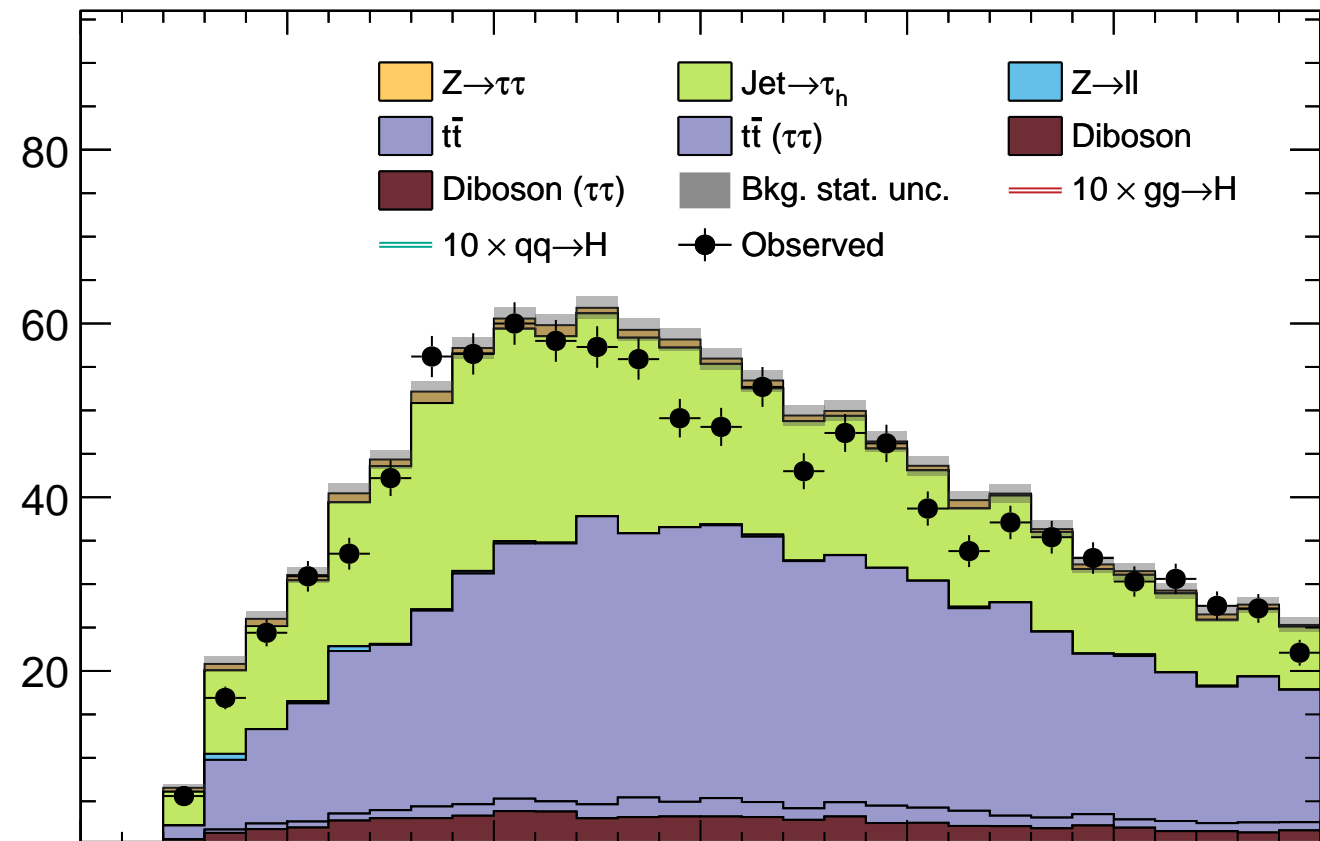 Z→ττ Jet→τh Z→ll
tt̄ tt̄ (ττ) Diboson
Diboson (ττ) Bkg. stat. unc. 10 × gg→H
10 × qq→H Observed
80
60
40
20